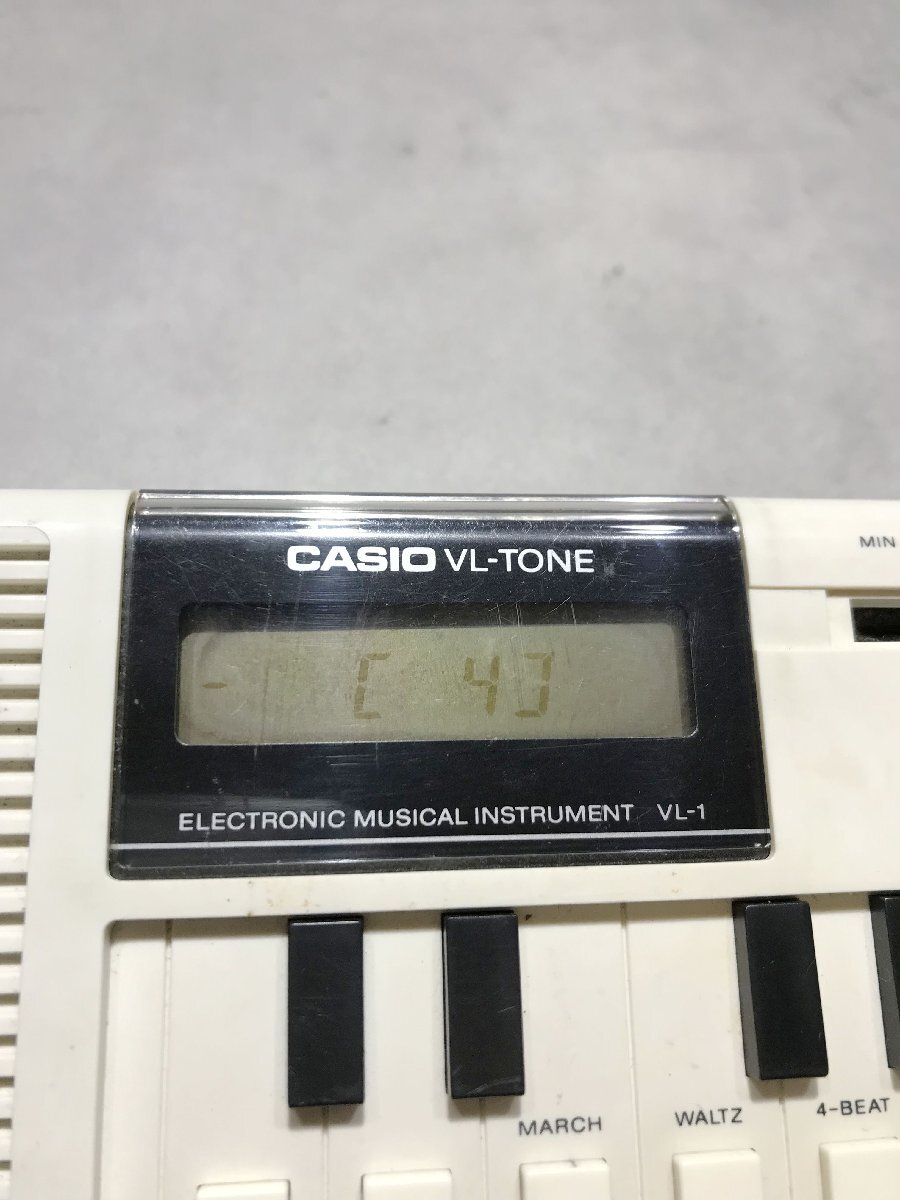 CASIO VL-TONE
MIN
- [ 4]
ELECTRONIC MUSICAL INSTRUMENT VL-1
MARCH WALTZ 4-BEAT